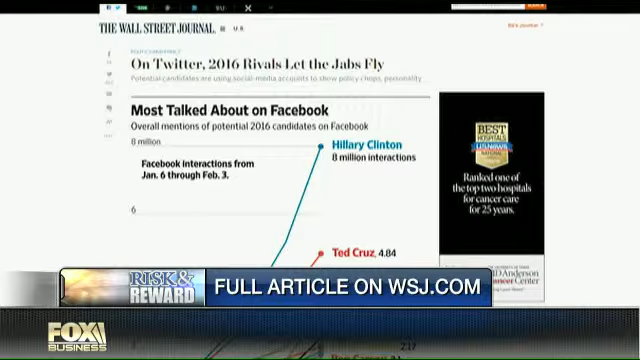 THE WALL STREET JOURNAL.
U.S.
On Twitter, 2016 Rivals Let the Jabs Fly
Potential candidates are using social-media accounts to show policy chops, personality
Most Talked About on Facebook
Overall mentions of potential 2016 candidates on Facebook
8 million
Hillary Clinton
8 million interactions
Facebook Interactions from
Jan. 6 through Feb. 3.
6
Ted Cruz, 4.84
BEST
HOSPITALS
U.S.News
NATIONAL
Ranked one of
the top two hospitals
for cancer care
for 25 years.
Anderson
Center
RISK &
REWARD
FULL ARTICLE ON WSJ.COM
FOX
BUSINESS